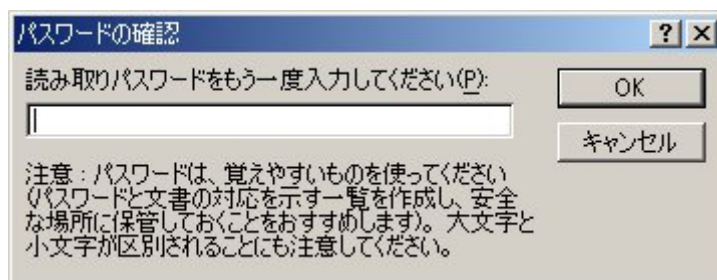 パスワードの確認
読み取りパスワードをもう一度入力してください(P):
OK
キャンセル
注意：パスワードは、覚えやすいものを使ってください
(パスワードと文書の対応を示す一覧を作成し、安全
な場所に保管しておくことをおすすめします)。大文字と
小文字が区別されることにも注意してください。